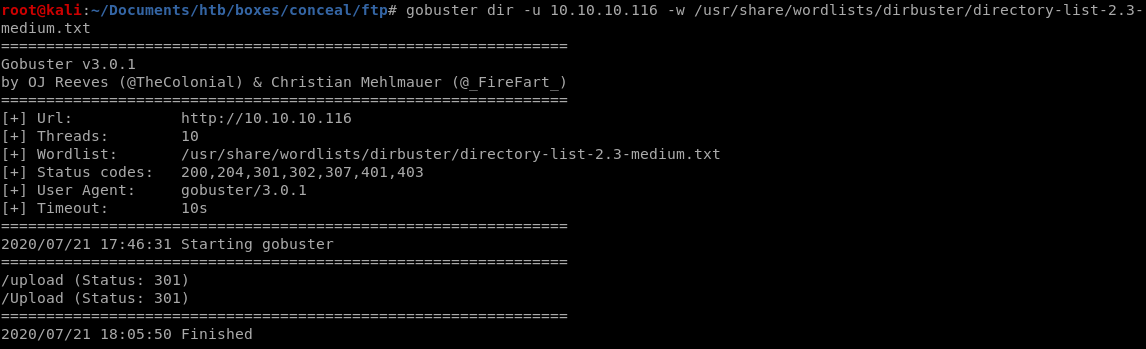 root@kali:~/Documents/htb/boxes/conceal/ftp# gobuster dir -u 10.10.10.116 -w /usr/share/wordlists/dirbuster/directory-list-2.3-
medium.txt
===============================================================
Gobuster v3.0.1
by OJ Reeves (@TheColonial) & Christian Mehlmauer (@_FireFart_)
===============================================================
[+] Url:            http://10.10.10.116
[+] Threads:        10
[+] Wordlist:       /usr/share/wordlists/dirbuster/directory-list-2.3-medium.txt
[+] Status codes:   200,204,301,302,307,401,403
[+] User Agent:     gobuster/3.0.1
[+] Timeout:        10s
===============================================================
2020/07/21 17:46:31 Starting gobuster
===============================================================
/upload (Status: 301)
/Upload (Status: 301)
===============================================================
2020/07/21 18:05:50 Finished